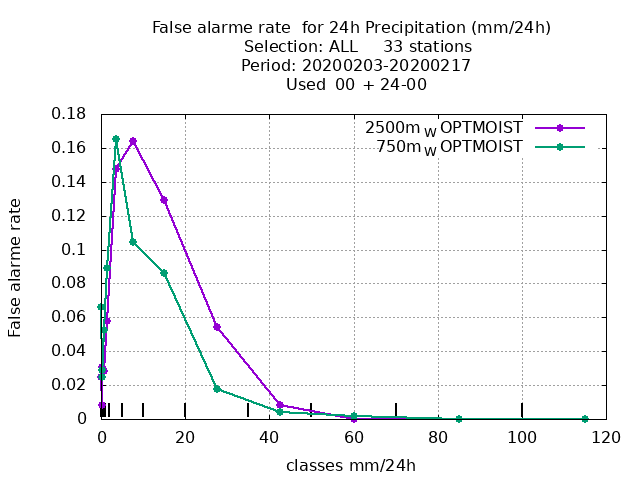 False alarme rate  for 24h Precipitation (mm/24h)
Selection: ALL     33 stations
Period: 20200203-20200217
Used  00 + 24-00
2500m W OPTMOIST
750m W OPTMOIST
False alarme rate
0.18
0.16
0.14
0.12
0.1
0.08
0.06
0.04
0.02
0
0 20 40 60 80 100 120
classes mm/24h